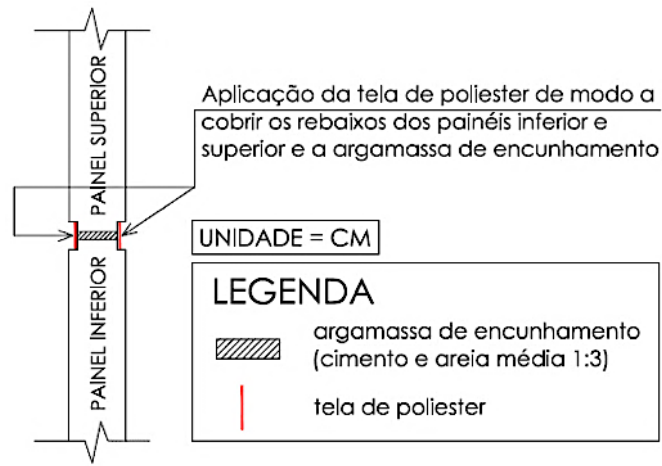 PAINEL SUPERIOR
Aplicação da tela de poliester de modo a
cobrir os rebaixos dos painéis inferior e
superior e a argamassa de encunhamento
UNIDADE = CM
PAINEL INFERIOR
LEGENDA
argamassa de encunhamento
(cimento e areia média 1:3)
tela de poliester